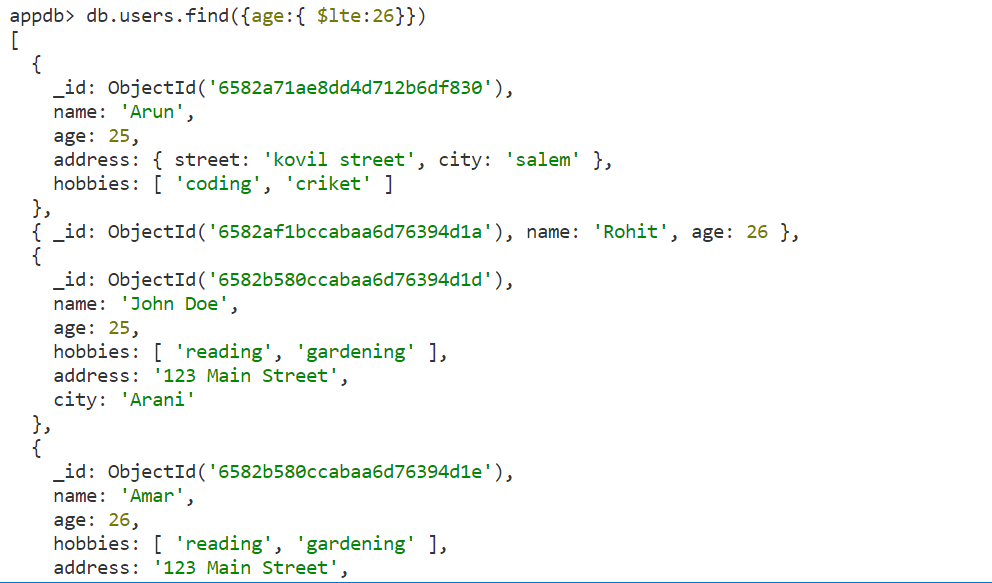 appdb> db.users.find({age:{ $lte:26}})
[
  {
    _id: ObjectId('6582a71ae8dd4d712b6df830'),
    name: 'Arun',
    age: 25,
    address: { street: 'kovil street', city: 'salem' },
    hobbies: [ 'coding', 'criket' ]
  },
  { _id: ObjectId('6582af1bccabaa6d76394d1a'), name: 'Rohit', age: 26 },
  {
    _id: ObjectId('6582b580ccabaa6d76394d1d'),
    name: 'John Doe',
    age: 25,
    hobbies: [ 'reading', 'gardening' ],
    address: '123 Main Street',
    city: 'Arani'
  },
  {
    _id: ObjectId('6582b580ccabaa6d76394d1e'),
    name: 'Amar',
    age: 26,
    hobbies: [ 'reading', 'gardening' ],
    address: '123 Main Street',